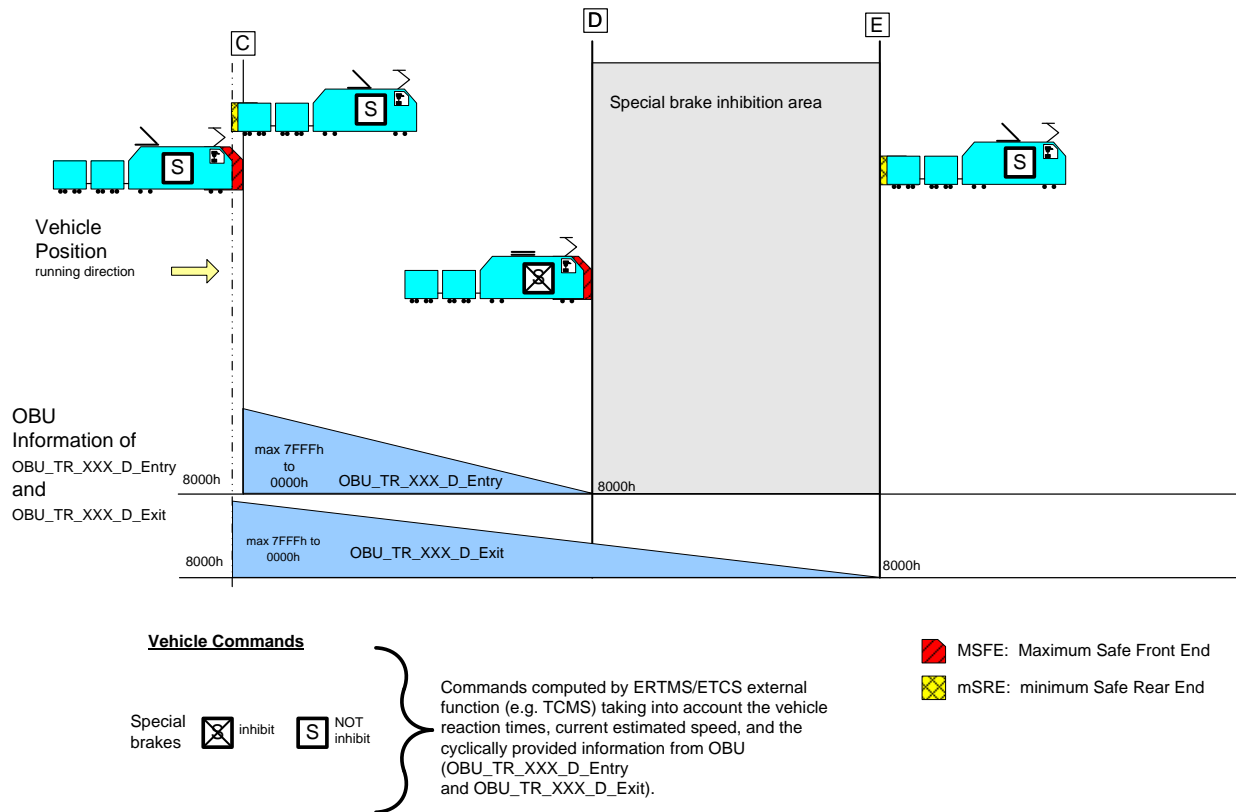 C
D
E
Special brake inhibition area
S
S
S
S
Vehicle
Position
running direction
OBU
Information of
OBU_TR_XXX_D_Entry
and
OBU_TR_XXX_D_Exit
max 7FFFh
to
0000h
OBU_TR_XXX_D_Entry
8000h
8000h
max 7FFFh to
0000h
OBU_TR_XXX_D_Exit
8000h
8000h
Vehicle Commands
Special
brakes
S
inhibit
S
NOT
inhibit
Commands computed by ERTMS/ETCS external
function (e.g. TCMS) taking into account the vehicle
reaction times, current estimated speed, and the
cyclically provided information from OBU
(OBU_TR_XXX_D_Entry
and OBU_TR_XXX_D_Exit).
MSFE: Maximum Safe Front End
mSRE: minimum Safe Rear End